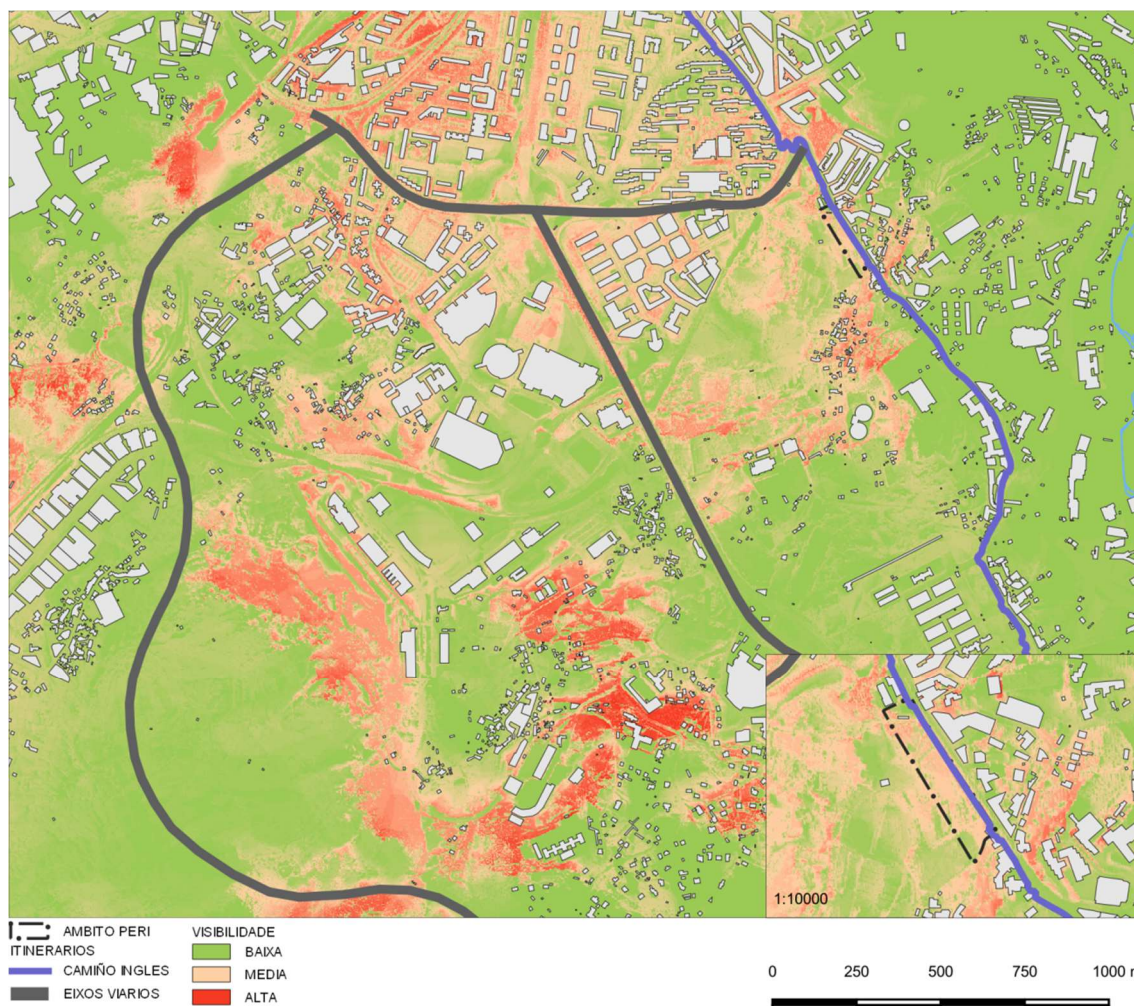 1:10000
AMBITO PERI
ITINERARIOS
CAMIÑO INGLES
EIXOS VIARIOS
VISIBILIDADE
BAIXA
MEDIA
ALTA
0 250 500 750 1000 m